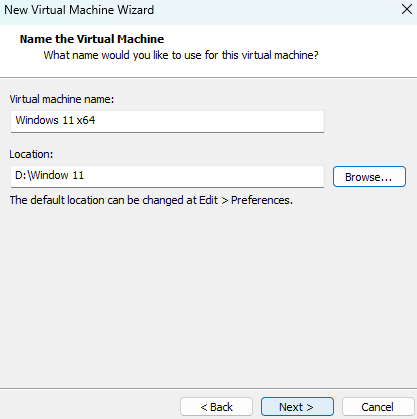 New Virtual Machine Wizard
Name the Virtual Machine
What name would you like to use for this virtual machine?
Virtual machine name:
Windows 11 x64
Location:
D:\Window 11
Browse...
The default location can be changed at Edit > Preferences.
< Back
Next >
Cancel